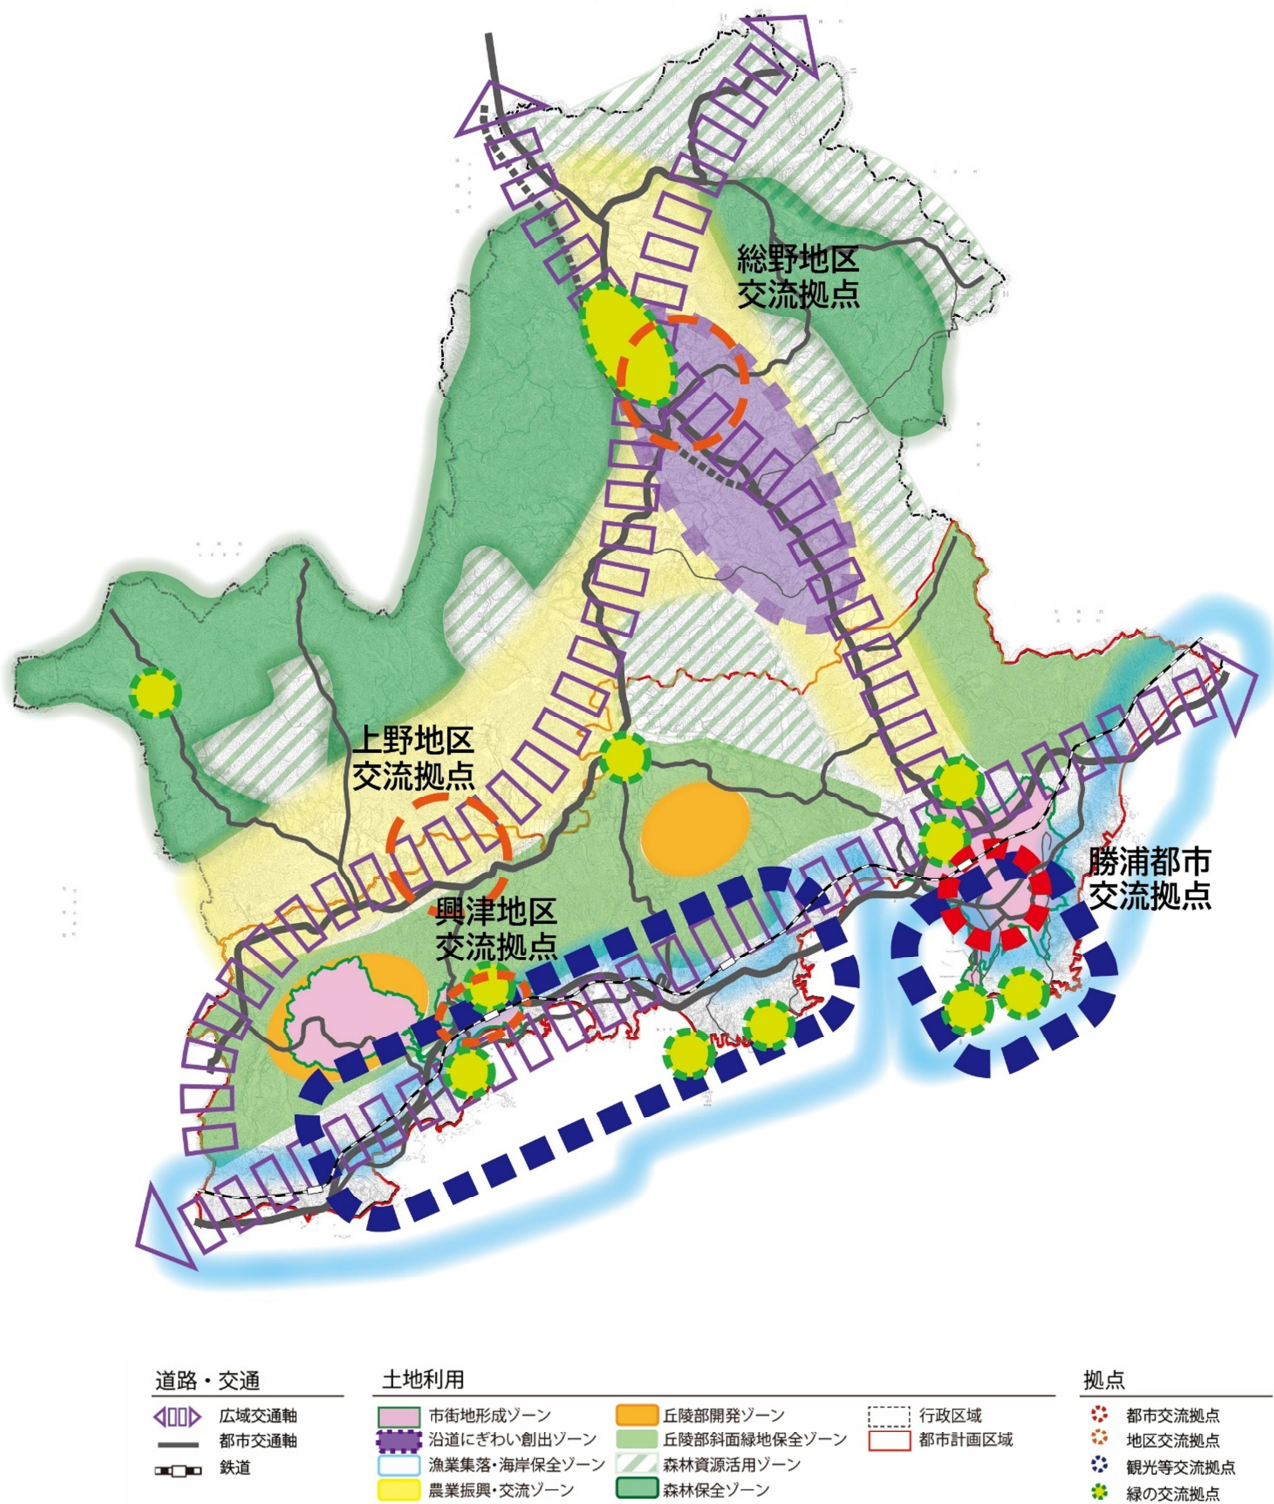 総野地区
交流拠点
上野地区
交流拠点
興津地区
交流拠点
勝浦都市
交流拠点
道路・交通
広域交通軸
都市交通軸
鉄道
土地利用
市街地形成ゾーン
沿道にぎわい創出ゾーン
漁業集落・海岸保全ゾーン
農業振興・交流ゾーン
丘陵部開発ゾーン
丘陵部斜面緑地保全ゾーン
森林資源活用ゾーン
森林保全ゾーン
行政区域
都市計画区域
拠点
都市交流拠点
地区交流拠点
観光等交流拠点
緑の交流拠点